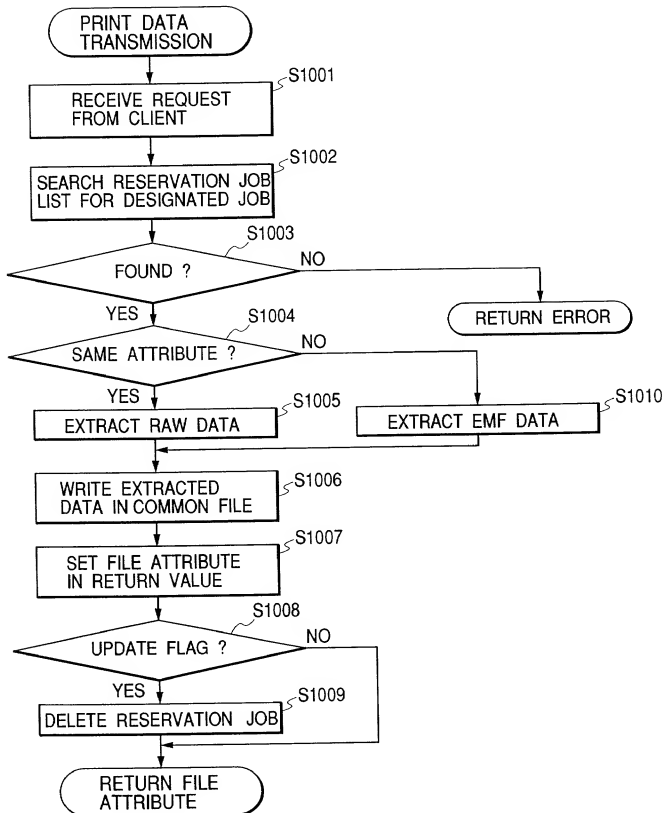 PRINT DATA
TRANSMISSION
S1001
RECEIVE REQUEST
FROM CLIENT
S1002
SEARCH RESERVATION JOB
LIST FOR DESIGNATED JOB
S1003
FOUND ?
NO
YES
RETURN ERROR
S1004
SAME ATTRIBUTE ?
NO
YES
S1005
EXTRACT RAW DATA
S1010
EXTRACT EMF DATA
S1006
WRITE EXTRACTED
DATA IN COMMON FILE
S1007
SET FILE ATTRIBUTE
IN RETURN VALUE
S1008
UPDATE FLAG ?
NO
YES
S1009
DELETE RESERVATION JOB
RETURN FILE
ATTRIBUTE